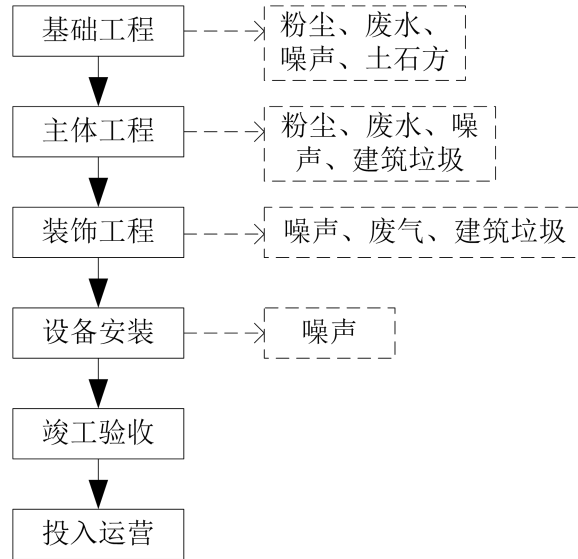 基础工程
粉尘、废水、
噪声、土石方
主体工程
粉尘、废水、噪
声、建筑垃圾
装饰工程
噪声、废气、建筑垃圾
设备安装
噪声
竣工验收
投入运营